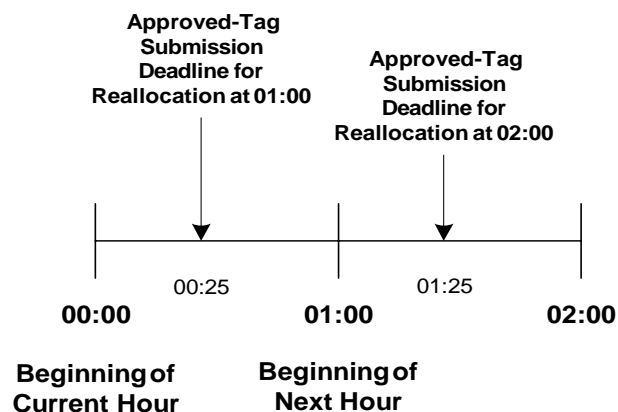 Approved-Tag
Submission
Deadline for
Reallocation at 01:00
Approved-Tag
Submission
Deadline for
Reallocation at 02:00
00:25
01:25
00:00
01:00
02:00
Beginning of
Current Hour
Beginning of
Next Hour